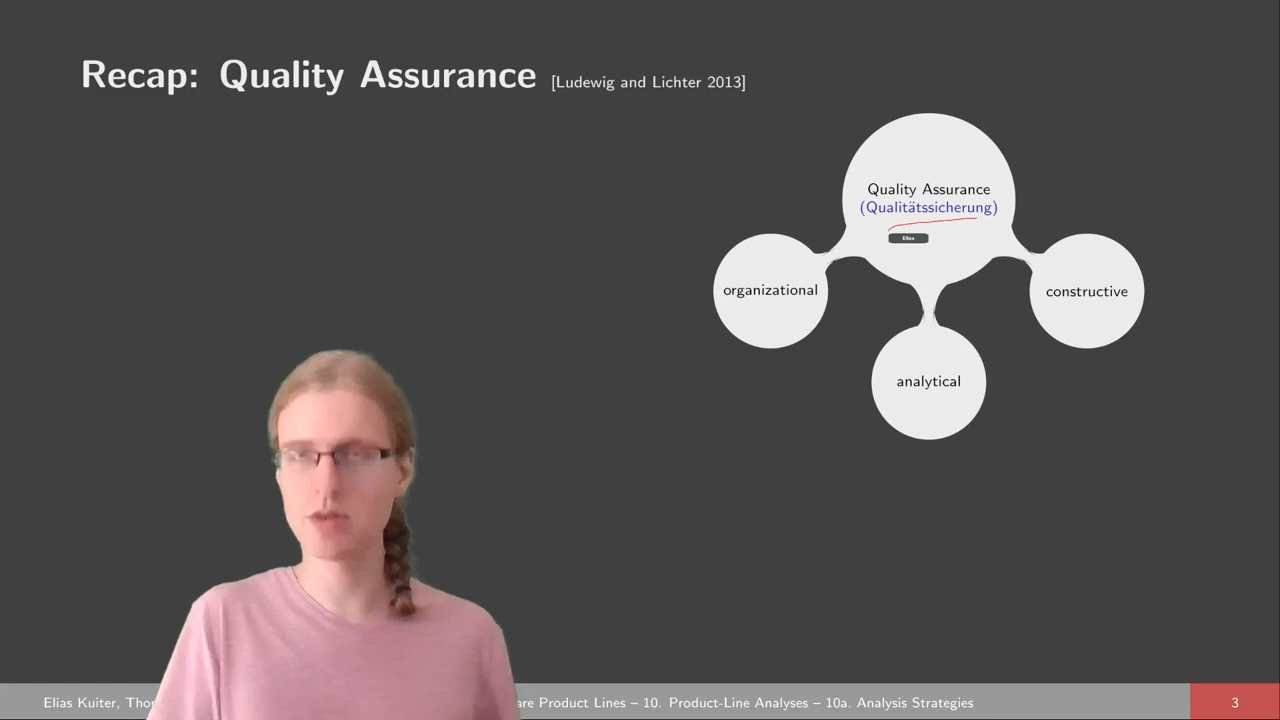 Recap: Quality Assurance [Ludewig and Lichter 2013]
Quality Assurance
(Qualitätssicherung)
Elias
organizational
constructive
analytical
Elias Kuiter, Thor
are Product Lines – 10. Product-Line Analyses – 10a. Analysis Strategies
3